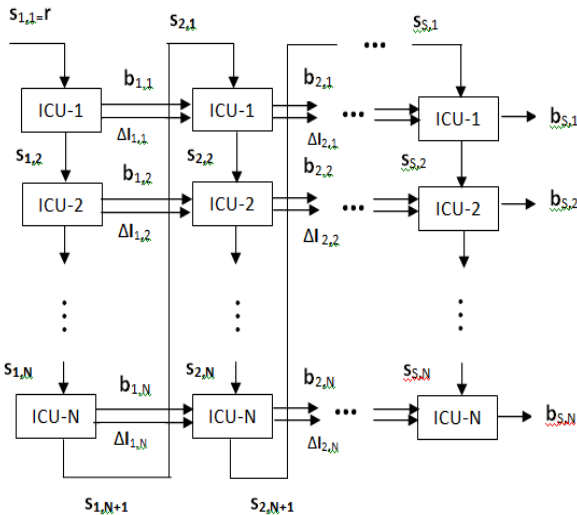 s1,1=r s2,1 ••• sS,1
b1,1 b2,1
ICU-1 ICU-1 ••• ICU-1 bS,1
ΔI1,1 ΔI2,1
s1,2 s2,2 sS,2
b1,2 b2,2
ICU-2 ICU-2 ••• ICU-2 bS,2
ΔI1,2 ΔI2,2
s1,N s2,N sS,N
b1,N b2,N
ICU-N ICU-N ••• ICU-N bS,N
ΔI1,N ΔI2,N
s1,N+1 s2,N+1